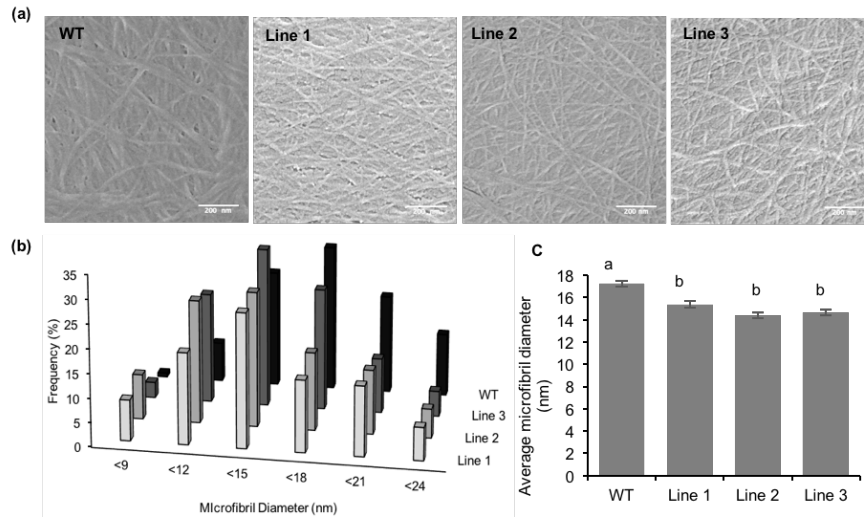 (a)
WT
Line 1
Line 2
Line 3
200 nm
200 nm
200 nm
200 nm
(b)
35
30
25
20
15
10
5
0
Frequency (%)
<9
<12
<15
<18
<21
<24
WT
Line 3
Line 2
Line 1
MIcrofibril Diameter (nm)
C
18
16
14
12
10
8
6
4
2
0
Average microfibril diameter
(nm)
a
b
b
b
WT
Line 1
Line 2
Line 3